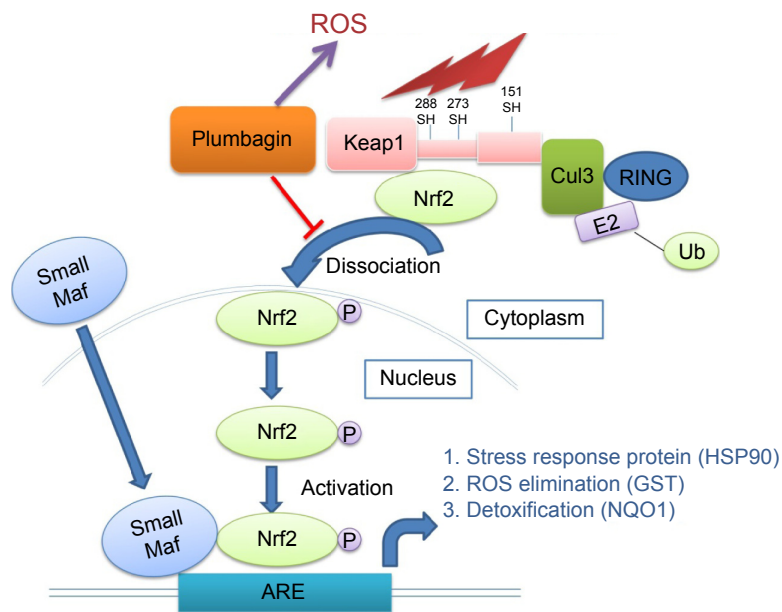 ROS
288
SH
273
SH
151
SH
Plumbagin
Keap1
Cul3
RING
Nrf2
E2
Ub
Dissociation
Small
Maf
Nrf2
P
Cytoplasm
Nucleus
Nrf2
P
Activation
1. Stress response protein (HSP90)
2. ROS elimination (GST)
3. Detoxification (NQO1)
Small
Maf
Nrf2
P
ARE